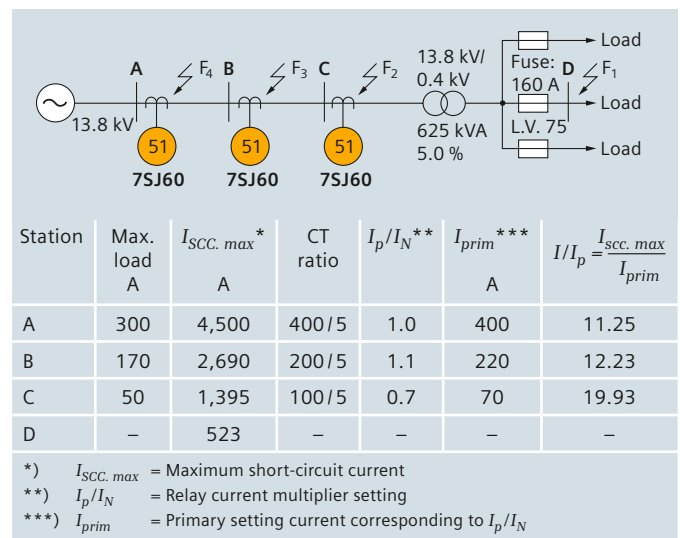 A F4 B F3 C F2 13.8 kV/ 0.4 kV Fuse: 160 A D F1 Load
Load
Load
13.8 kV
625 kVA
5.0 %
L.V. 75
51 51 51
7SJ60 7SJ60 7SJ60
Station Max. load A I_SCC. max* A CT ratio I_p/I_N** I_prim*** A I/I_p = I_scc. max / I_prim
A 300 4,500 400/5 1.0 400 11.25
B 170 2,690 200/5 1.1 220 12.23
C 50 1,395 100/5 0.7 70 19.93
D – 523 – – – –
*) I_SCC. max = Maximum short-circuit current
**) I_p/I_N = Relay current multiplier setting
***) I_prim = Primary setting current corresponding to I_p/I_N